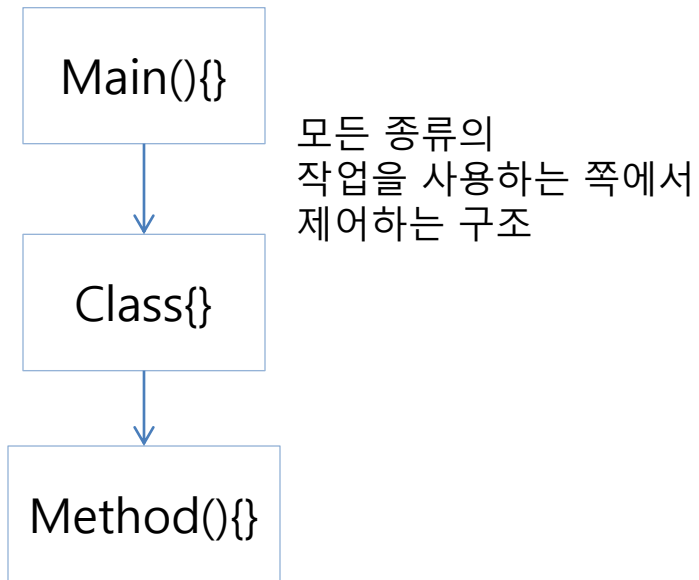 Main(){}
모든 종류의
작업을 사용하는 쪽에서
제어하는 구조
Class{}
Method(){}